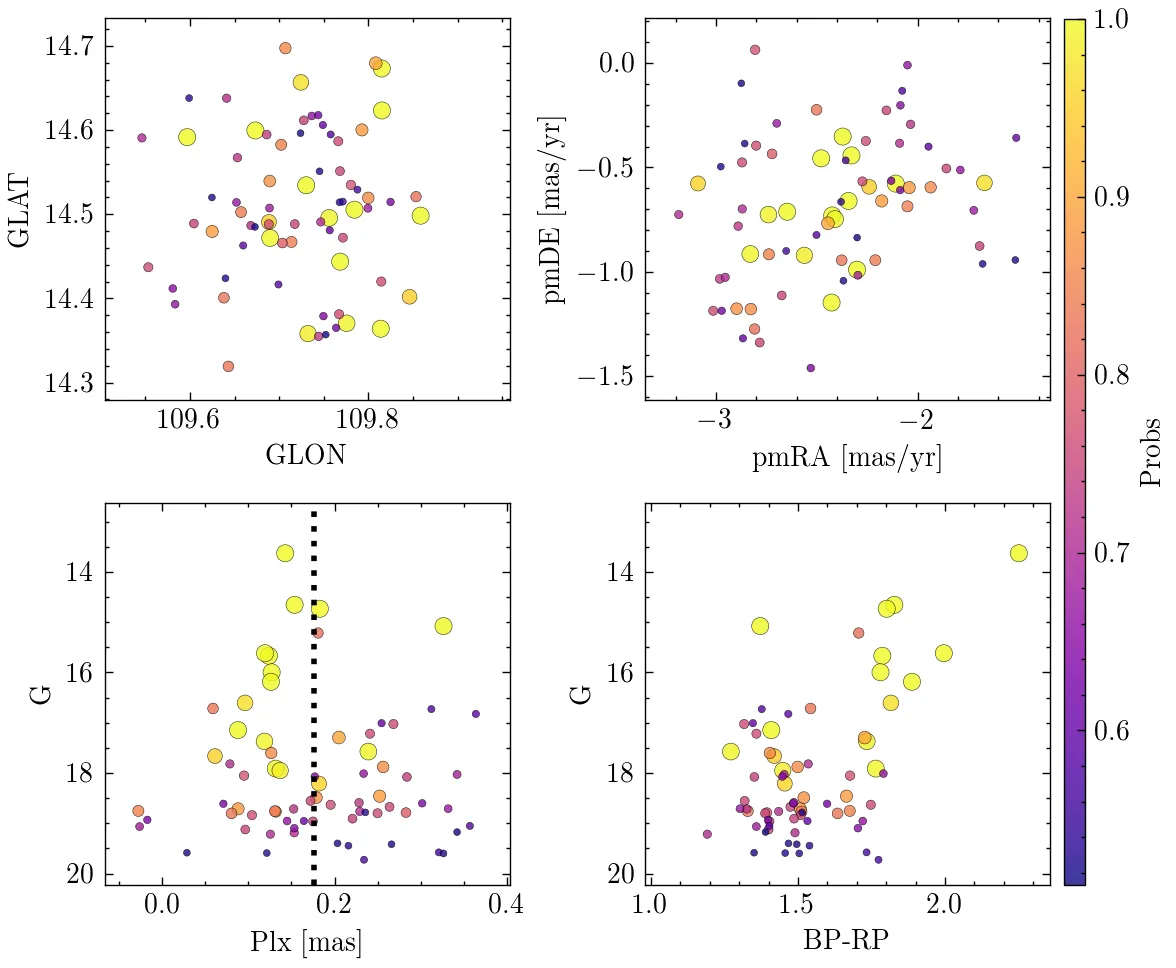 14.7
14.6
14.5
14.4
14.3
GLAT
109.6 109.8
GLON
0.0
−0.5
−1.0
−1.5
pmDE [mas/yr]
−3 −2
pmRA [mas/yr]
14
16
18
20
G
0.0 0.2 0.4
Plx [mas]
14
16
18
20
G
1.0 1.5 2.0
BP-RP
1.0
0.9
0.8
0.7
0.6
Probs